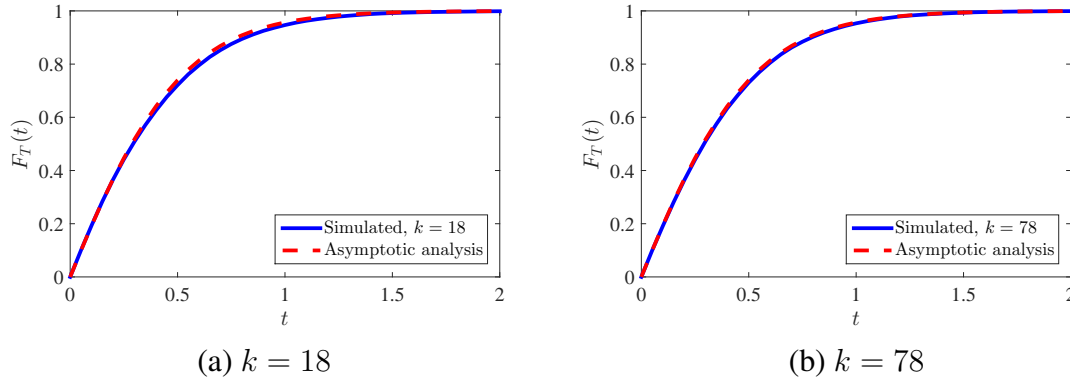 1
0.8
0.6
0.4
0.2
0
F_T(t)
0 0.5 1 1.5 2
t
Simulated, k = 18
Asymptotic analysis
(a) k = 18
1
0.8
0.6
0.4
0.2
0
F_T(t)
0 0.5 1 1.5 2
t
Simulated, k = 78
Asymptotic analysis
(b) k = 78